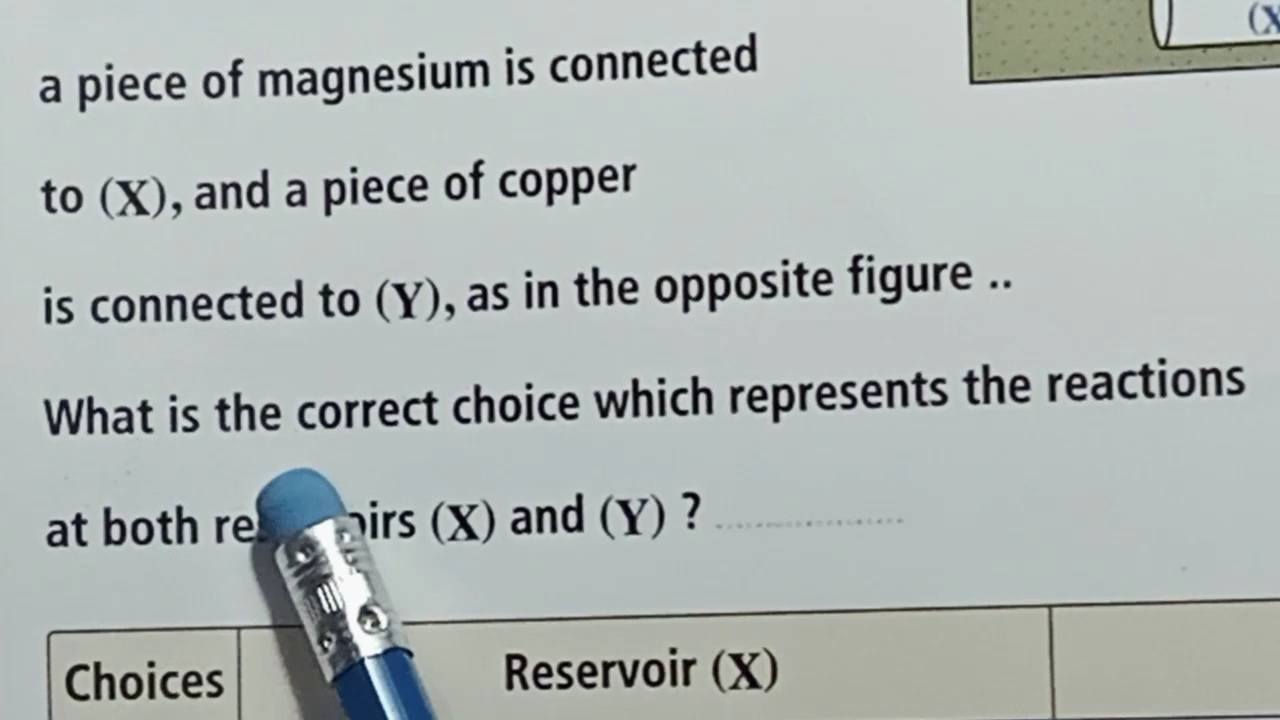 a piece of magnesium is connected
to (X), and a piece of copper
is connected to (Y), as in the opposite figure ..
What is the correct choice which represents the reactions
at both (X) and (Y) ?
Choices Reservoir (X)